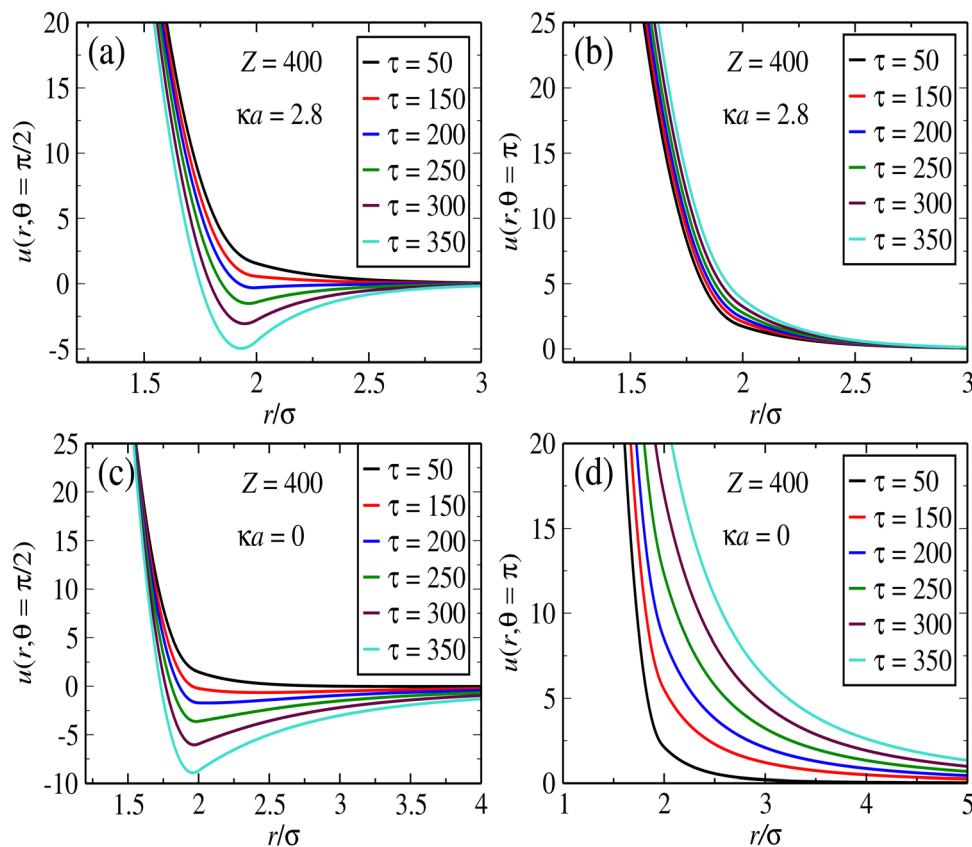 (a)
Z = 400
κa = 2.8
τ = 50
τ = 150
τ = 200
τ = 250
τ = 300
τ = 350
u(r,θ = π/2)
20
15
10
5
0
-5
1.5
2
2.5
3
r/σ
(b)
Z = 400
κa = 2.8
τ = 50
τ = 150
τ = 200
τ = 250
τ = 300
τ = 350
u(r,θ = π)
25
20
15
10
5
0
1.5
2
2.5
3
r/σ
(c)
Z = 400
κa = 0
τ = 50
τ = 150
τ = 200
τ = 250
τ = 300
τ = 350
u(r,θ = π/2)
25
20
15
10
5
0
-5
-10
1.5
2
2.5
3
3.5
4
r/σ
(d)
Z = 400
κa = 0
τ = 50
τ = 150
τ = 200
τ = 250
τ = 300
τ = 350
u(r,θ = π)
20
15
10
5
0
1
2
3
4
5
r/σ